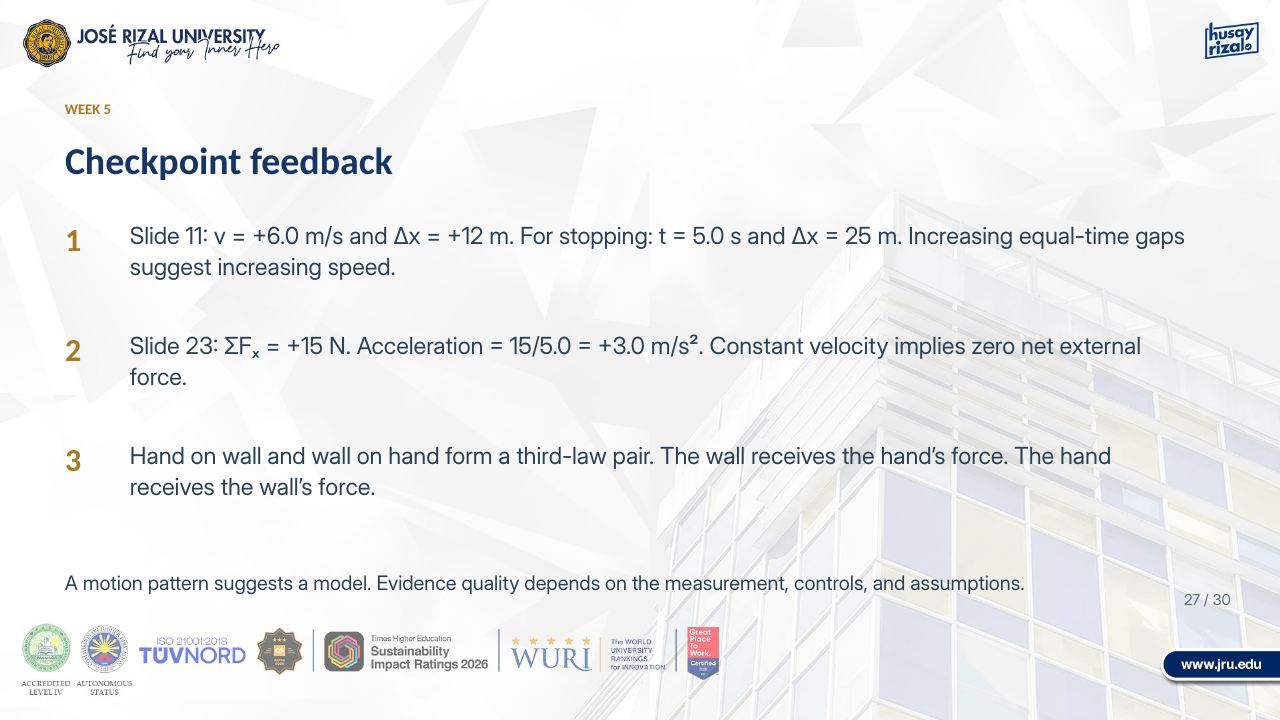 JOSÉ RIZAL UNIVERSITY
Find your Inner Hero
husay
rizal
WEEK 5
Checkpoint feedback
1 Slide 11: v = +6.0 m/s and Δx = +12 m. For stopping: t = 5.0 s and Δx = 25 m. Increasing equal-time gaps
suggest increasing speed.
2 Slide 23: ΣFₓ = +15 N. Acceleration = 15/5.0 = +3.0 m/s². Constant velocity implies zero net external
force.
3 Hand on wall and wall on hand form a third-law pair. The wall receives the hand’s force. The hand
receives the wall’s force.
A motion pattern suggests a model. Evidence quality depends on the measurement, controls, and assumptions.
27 / 30
ACCREDITED
LEVEL IV
AUTONOMOUS
STATUS
ISO 21001:2018
TÜVNORD
Times Higher Education
Sustainability
Impact Ratings 2026
WURI
The WORLD
UNIVERSITY
RANKINGS
for INNOVATION
Great
Place
To
Work.
Certified
www.jru.edu